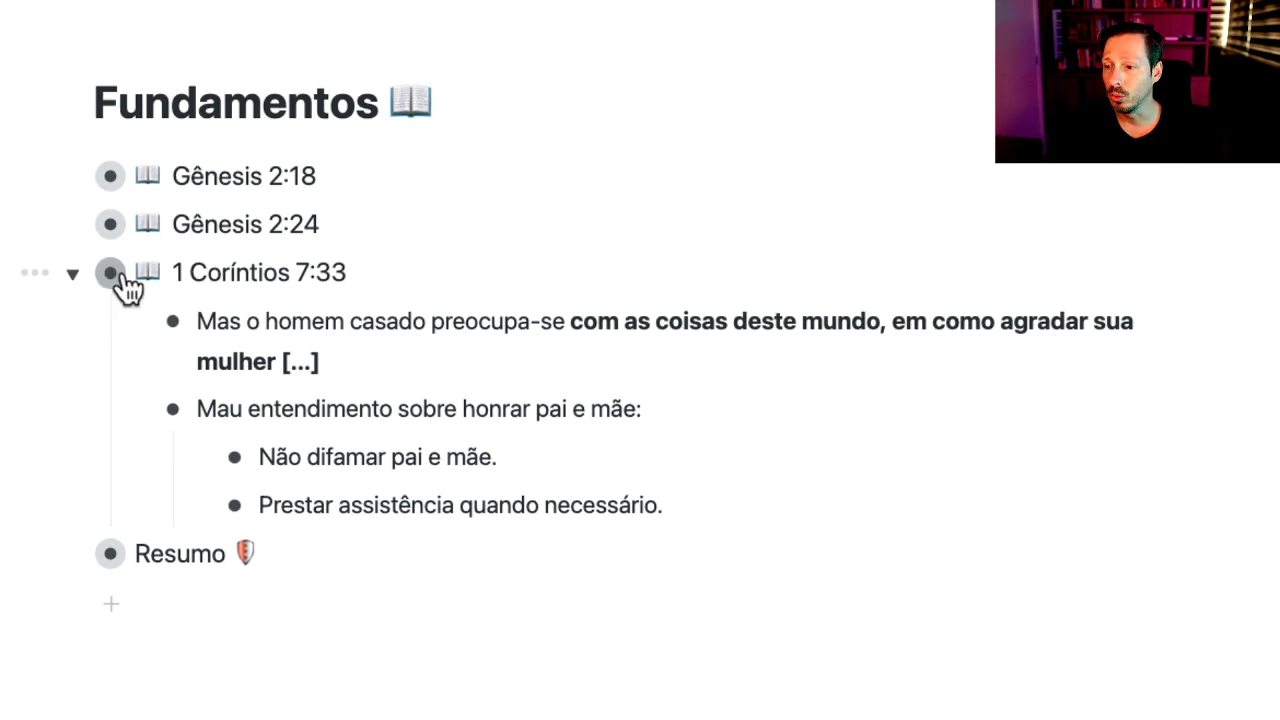 Fundamentos 📖
📖 Gênesis 2:18
📖 Gênesis 2:24
📖 1 Coríntios 7:33
Mas o homem casado preocupa-se com as coisas deste mundo, em como agradar sua
mulher [...]
Mau entendimento sobre honrar pai e mãe:
Não difamar pai e mãe.
Prestar assistência quando necessário.
Resumo